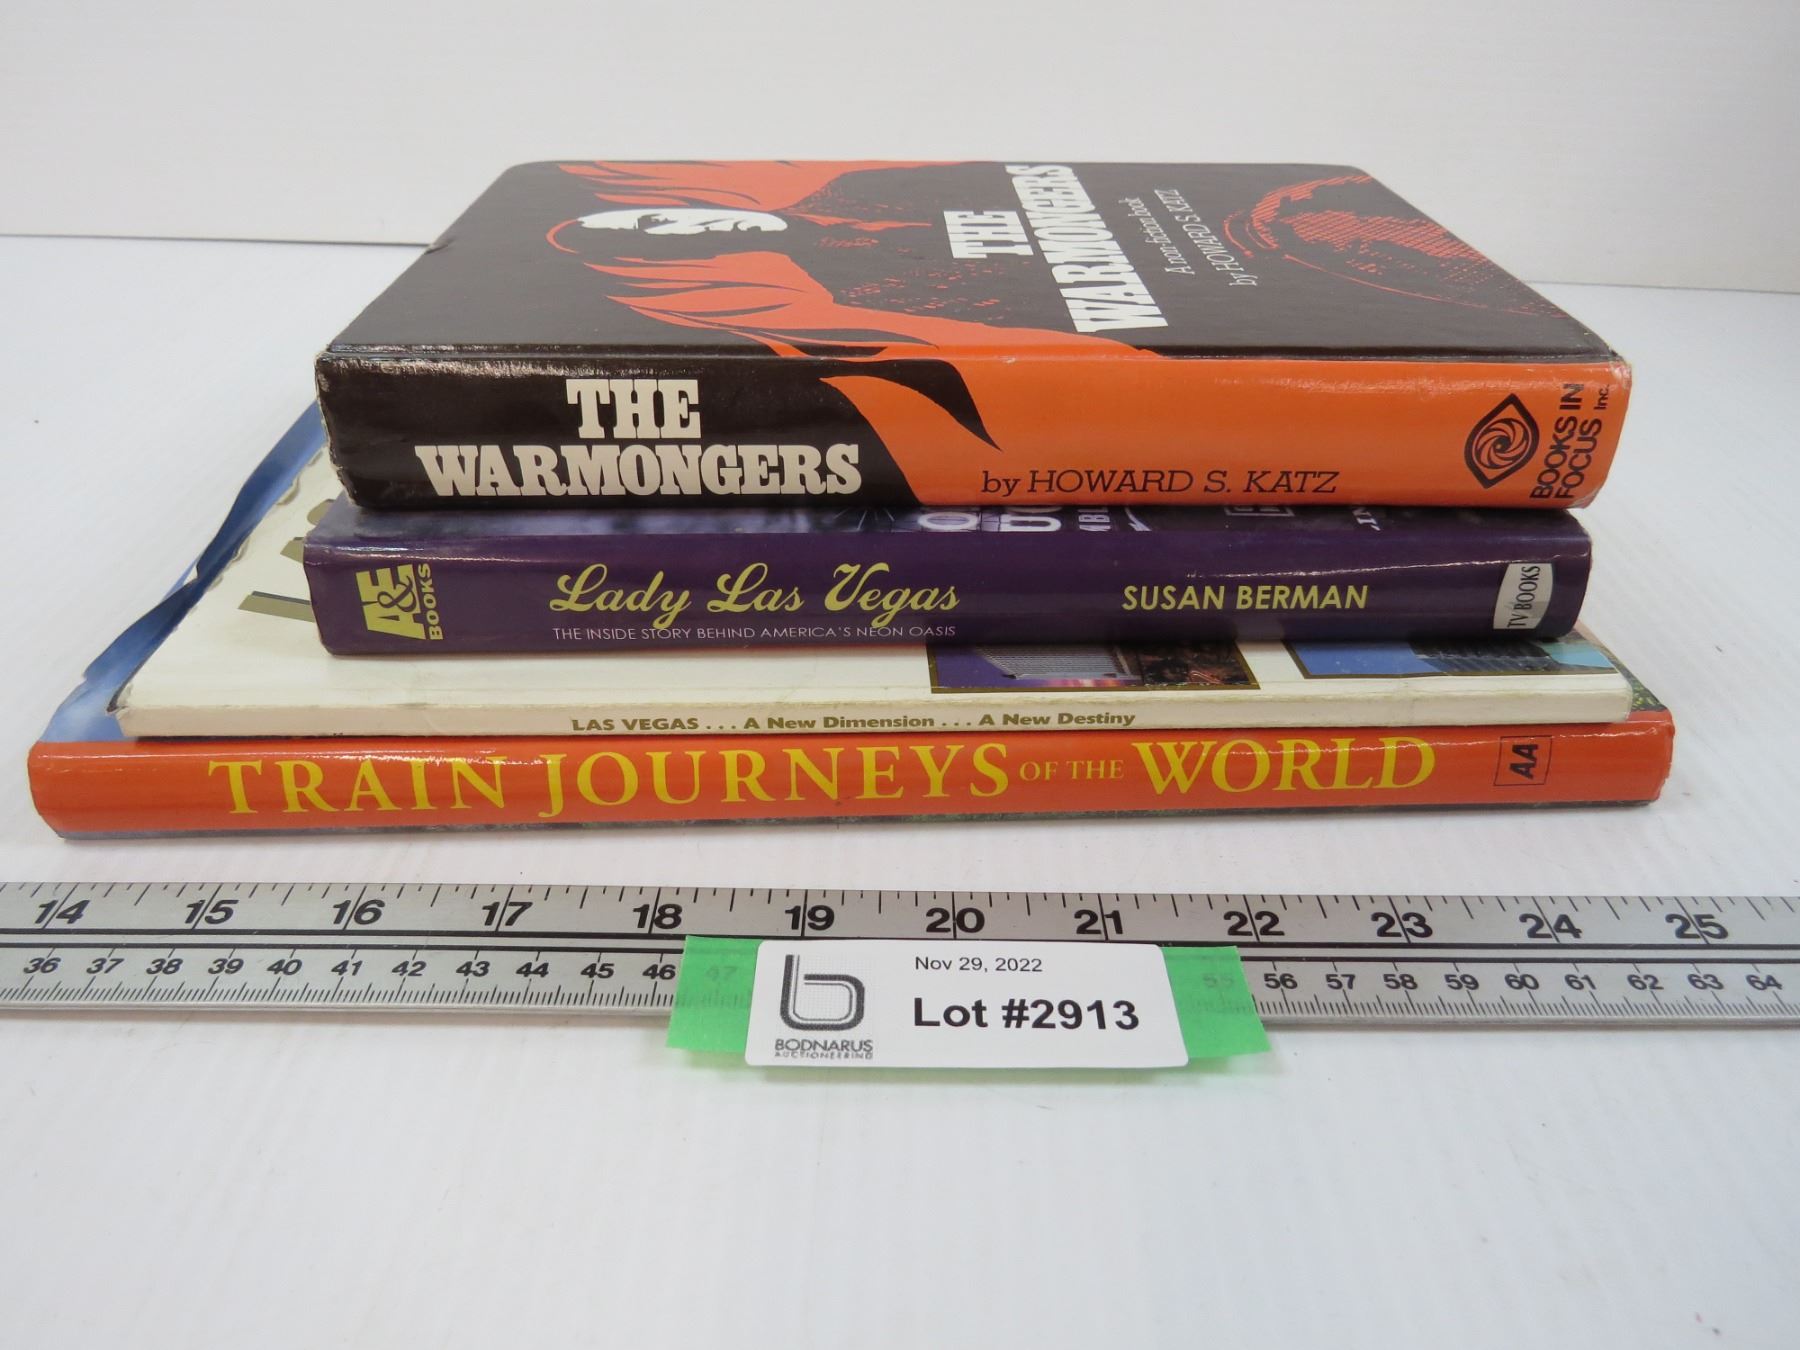 THE
WARMONGERS
A non-fiction book
by HOWARD S. KATZ
THE
WARMONGERS
by HOWARD S. KATZ
BOOKS IN
FOCUS Inc.
A&E
BOOKS
Lady Las Vegas
THE INSIDE STORY BEHIND AMERICA'S NEON OASIS
SUSAN BERMAN
TV BOOKS
LAS VEGAS . . . A New Dimension . . . A New Destiny
TRAIN JOURNEYS OF THE WORLD
AA
14 15 16 17 18 19 20 21 22 23 24 25
36 37 38 39 40 41 42 43 44 45 46 47 55 56 57 58 59 60 61 62 63 64
Nov 29, 2022
Lot #2913
BODNARUS
AUCTIONEERING